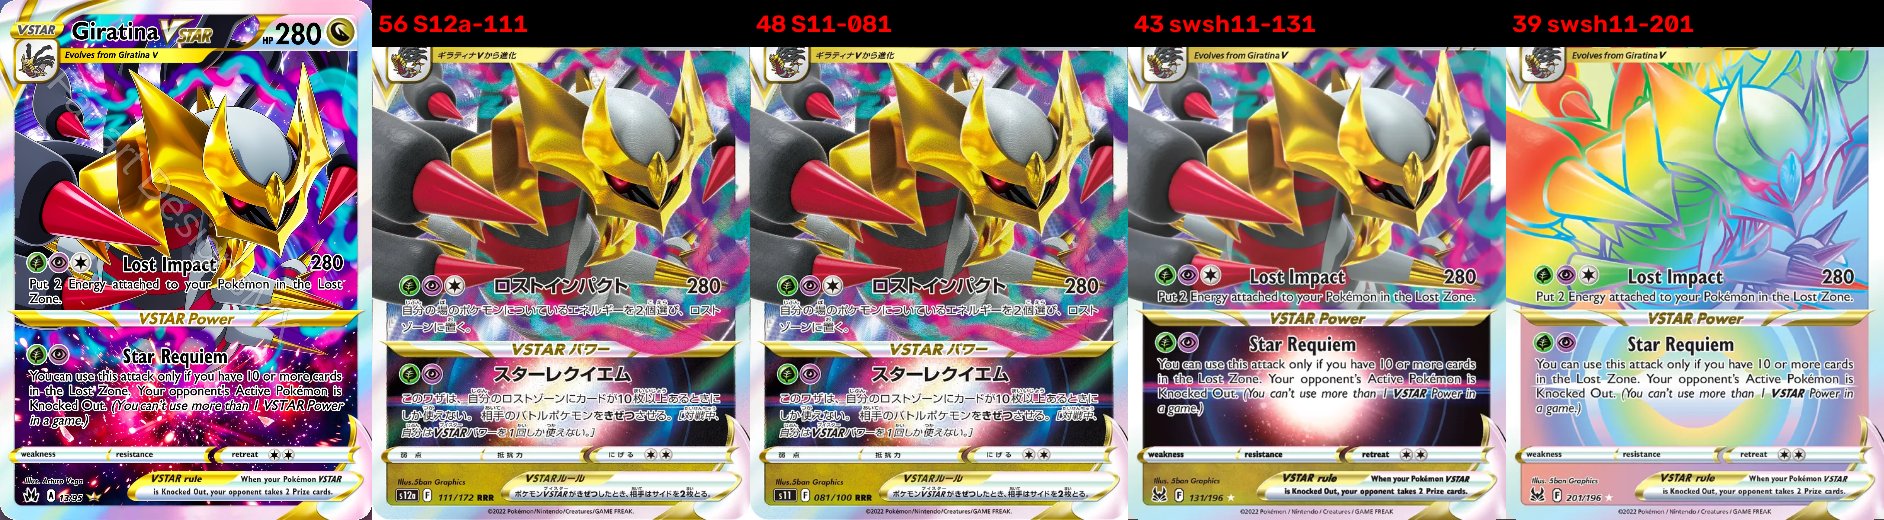 VSTAR
Giratina VSTAR
HP 280
Evolves from Giratina V
Lost Impact 280
Put 2 Energy attached to your Pokémon in the Lost
Zone.
VSTAR Power
Star Requiem
You can use this attack only if you have 10 or more cards
in the Lost Zone. Your opponent's Active Pokémon is
Knocked Out. (You can't use more than 1 VSTAR Power
in a game.)
weakness resistance retreat
Illus. Arturo Vega
VSTAR rule When your Pokémon VSTAR
is Knocked Out, your opponent takes 2 Prize cards.
56 S12a-111
ギラティナVから進化
ロストインパクト 280
自分の場のポケモンについているエネルギーを2個選び、ロスト
ゾーンに置く。
VSTARパワー
スターレクイエム
このワザは、自分のロストゾーンにカードが10枚以上あるときに
しか使えない。相手のバトルポケモンをきぜつさせる。[対戦中、
自分はVSTARパワーを1回しか使えない。]
弱点 抵抗力 にげる
Illus.5ban Graphics
VSTARルール
s12a F 111/172 RRR
ポケモンVSTARがきぜつしたとき、相手はサイドを2枚とる。
©2022 Pokémon/Nintendo/Creatures/GAME FREAK.
48 S11-081
ギラティナVから進化
ロストインパクト 280
自分の場のポケモンについているエネルギーを2個選び、ロスト
ゾーンに置く。
VSTARパワー
スターレクイエム
このワザは、自分のロストゾーンにカードが10枚以上あるときに
しか使えない。相手のバトルポケモンをきぜつさせる。[対戦中、
自分はVSTARパワーを1回しか使えない。]
弱点 抵抗力 にげる
Illus.5ban Graphics
VSTARルール
s11 F 081/100 RRR
ポケモンVSTARがきぜつしたとき、相手はサイドを2枚とる。
©2022 Pokémon/Nintendo/Creatures/GAME FREAK.
43 swsh11-131
Evolves from Giratina V
Lost Impact 280
Put 2 Energy attached to your Pokémon in the Lost Zone.
VSTAR Power
Star Requiem
You can use this attack only if you have 10 or more cards
in the Lost Zone. Your opponent's Active Pokémon is
Knocked Out. (You can't use more than 1 VSTAR Power in
a game.)
weakness resistance retreat
Illus. 5ban Graphics
VSTAR rule When your Pokémon VSTAR
F 131/196
is Knocked Out, your opponent takes 2 Prize cards.
©2022 Pokémon / Nintendo / Creatures / GAME FREAK
39 swsh11-201
Evolves from Giratina V
Lost Impact 280
Put 2 Energy attached to your Pokémon in the Lost Zone.
VSTAR Power
Star Requiem
You can use this attack only if you have 10 or more cards
in the Lost Zone. Your opponent's Active Pokémon is
Knocked Out. (You can't use more than 1 VSTAR Power in
a game.)
weakness resistance retreat
Illus. 5ban Graphics
VSTAR rule When your Pokémon VSTAR
F 201/196
is Knocked Out, your opponent takes 2 Prize cards.
©2022 Pokémon / Nintendo / Creatures / GAME FREAK